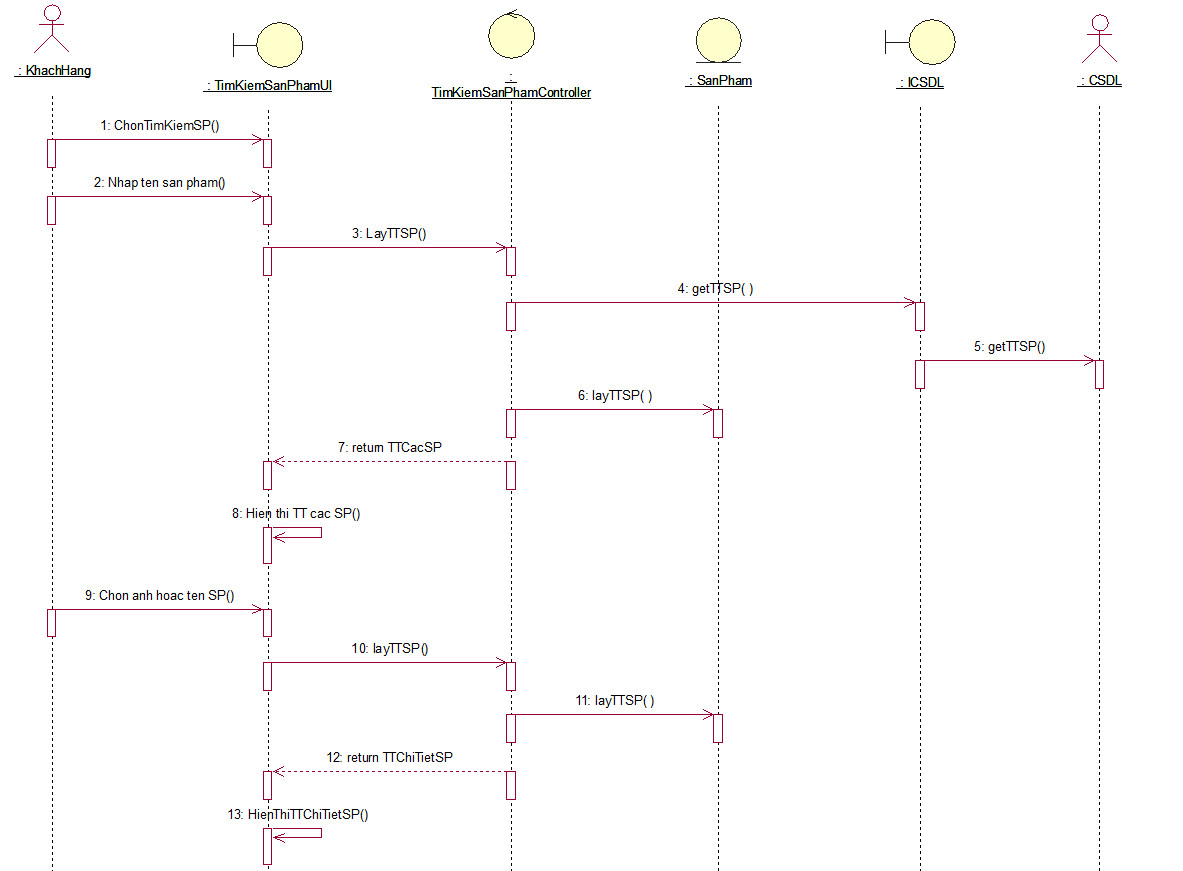 : KhachHang
: TimKiemSanPhamUI
:
TimKiemSanPhamController
: SanPham
: ICSDL
: CSDL
1: ChonTimKiemSP()
2: Nhap ten san pham()
3: LayTTSP()
4: getTTSP( )
5: getTTSP()
6: layTTSP( )
7: return TTCacSP
8: Hien thi TT cac SP()
9: Chon anh hoac ten SP()
10: layTTSP()
11: layTTSP( )
12: return TTChiTietSP
13: HienThiTTChiTietSP()